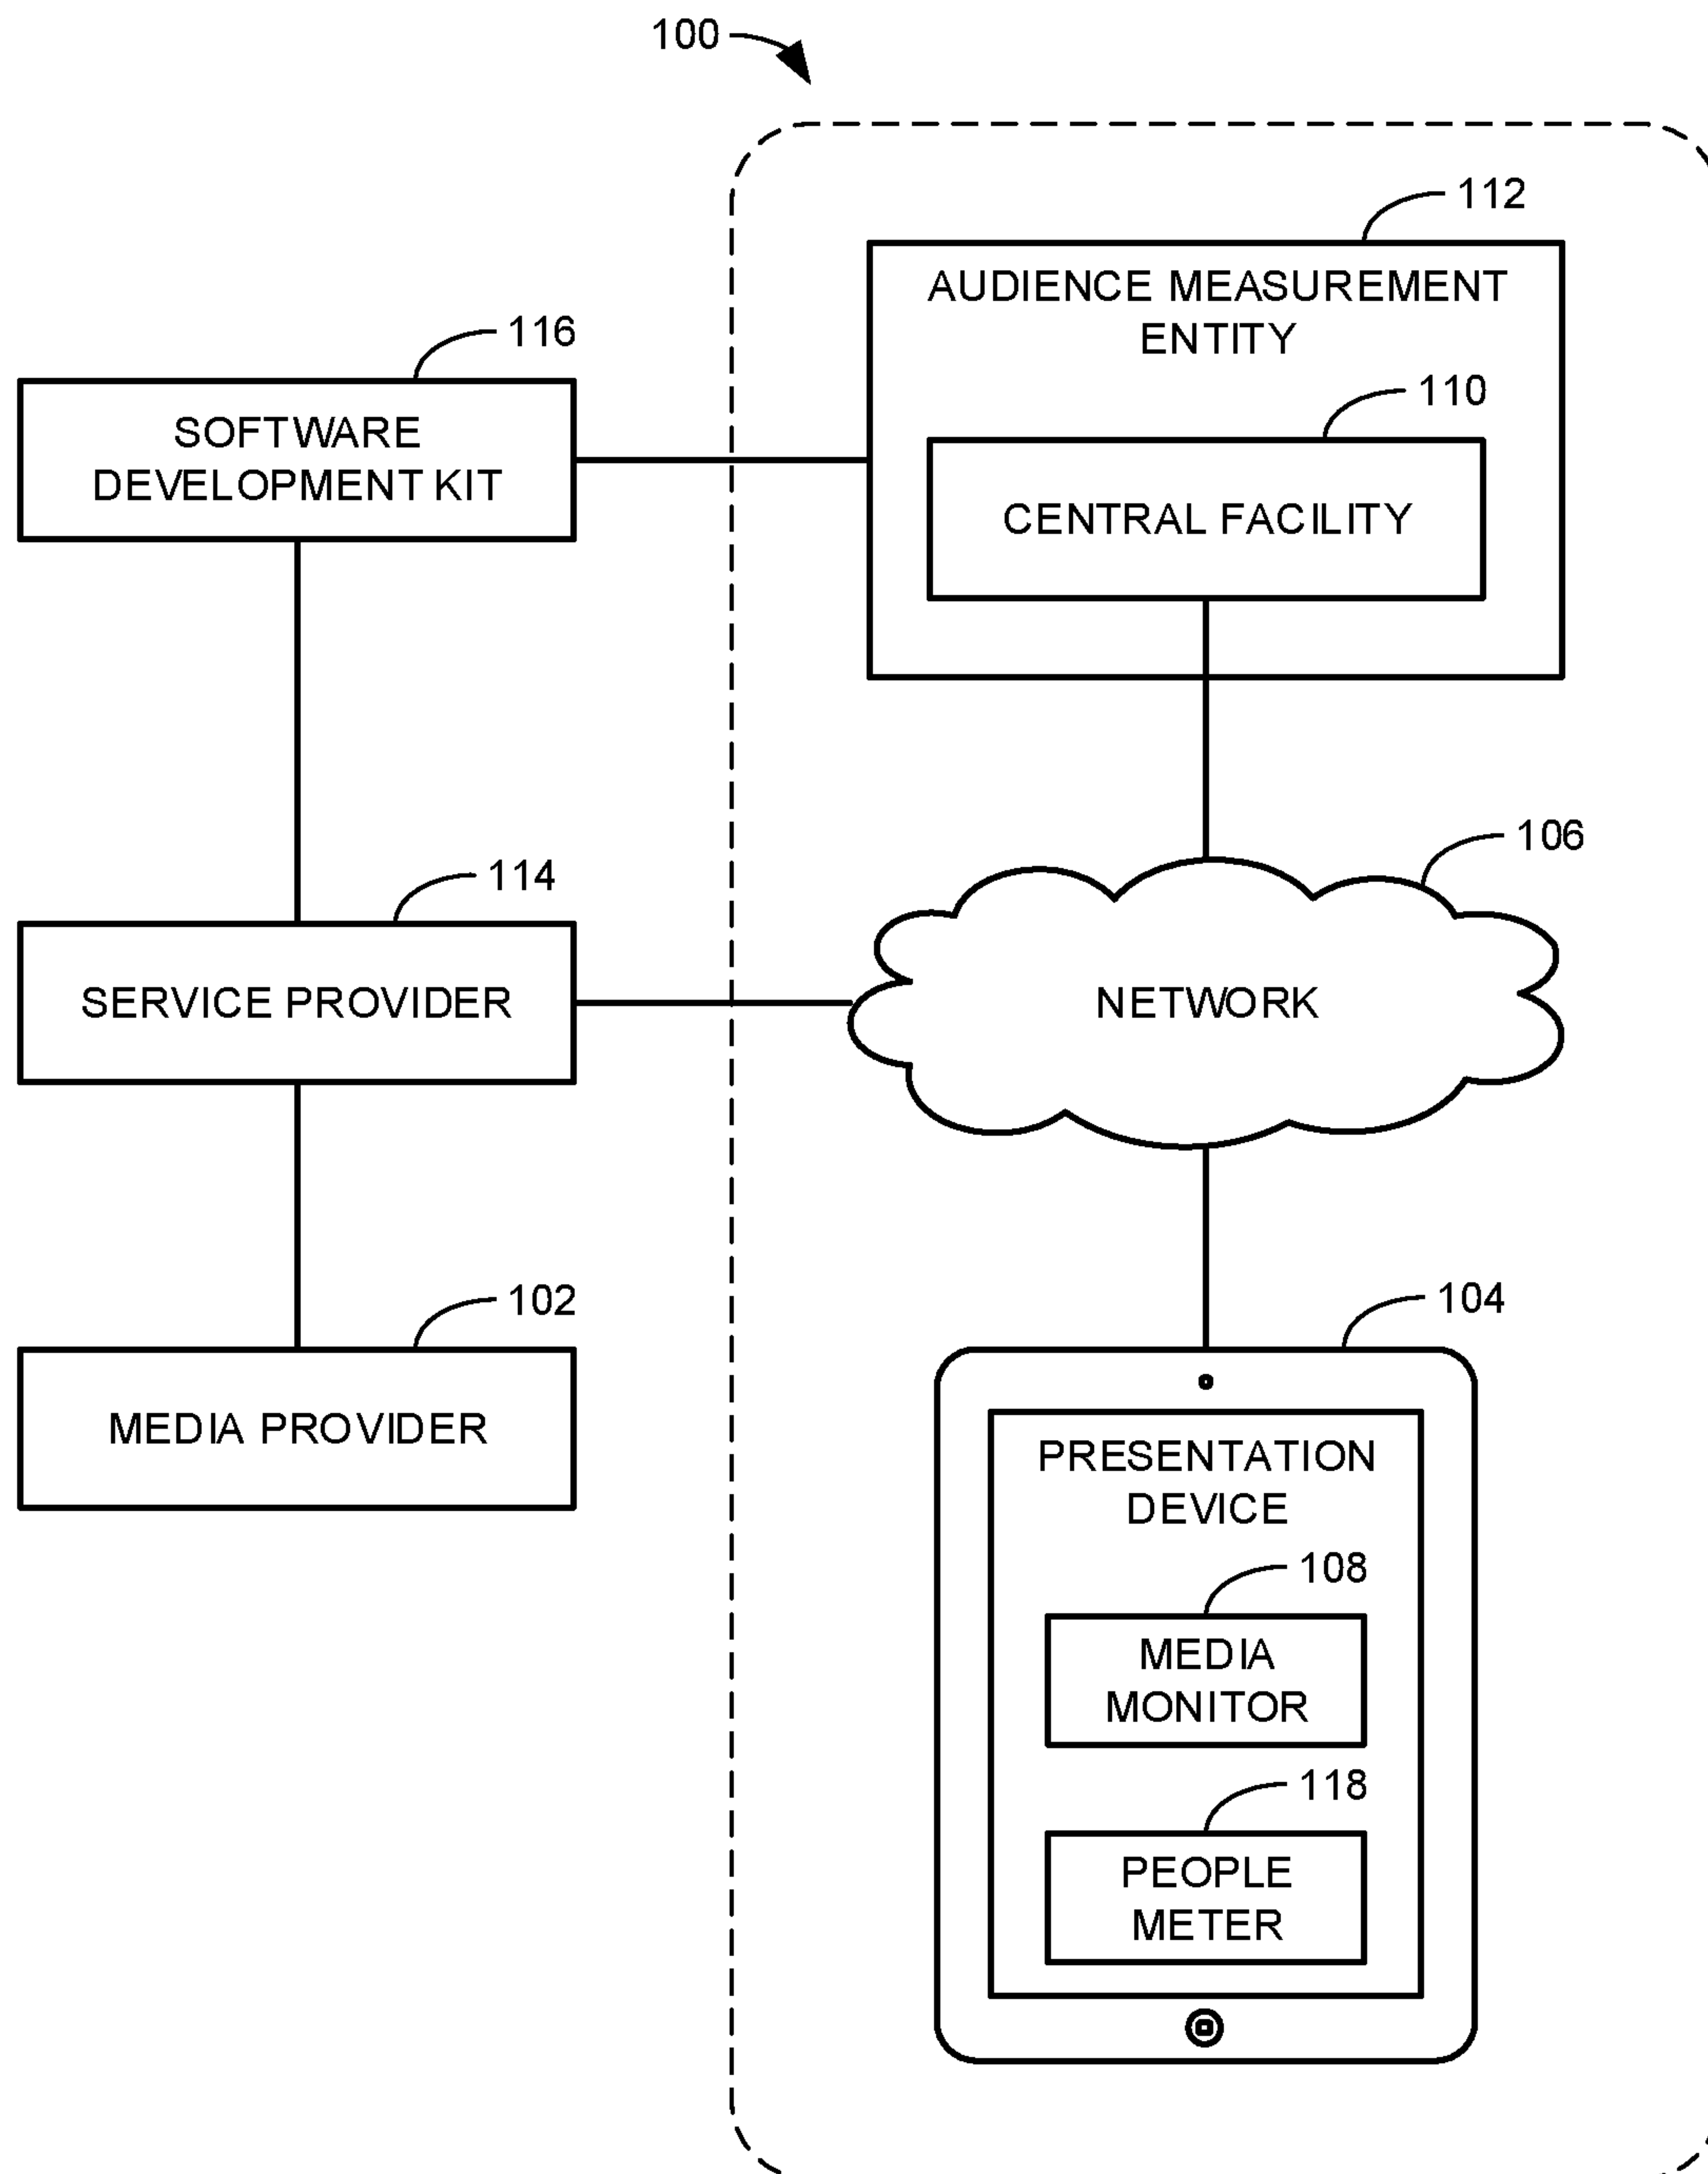 100
112
AUDIENCE MEASUREMENT
ENTITY
116
110
SOFTWARE
DEVELOPMENT KIT
CENTRAL FACILITY
106
114
SERVICE PROVIDER
NETWORK
102
104
MEDIA PROVIDER
PRESENTATION
DEVICE
108
MEDIA
MONITOR
118
PEOPLE
METER